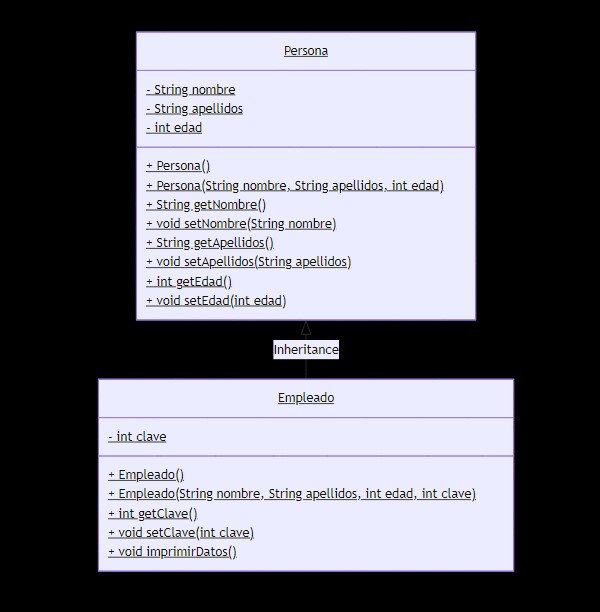 Persona
- String nombre
- String apellidos
- int edad
+ Persona()
+ Persona(String nombre, String apellidos, int edad)
+ String getNombre()
+ void setNombre(String nombre)
+ String getApellidos()
+ void setApellidos(String apellidos)
+ int getEdad()
+ void setEdad(int edad)
Inheritance
Empleado
- int clave
+ Empleado()
+ Empleado(String nombre, String apellidos, int edad, int clave)
+ int getClave()
+ void setClave(int clave)
+ void imprimirDatos()